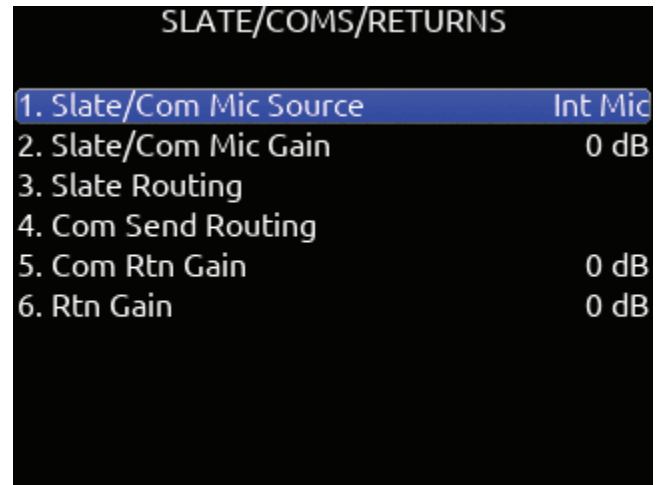 SLATE/COMS/RETURNS
1. Slate/Com Mic Source Int Mic
2. Slate/Com Mic Gain 0 dB
3. Slate Routing
4. Com Send Routing
5. Com Rtn Gain 0 dB
6. Rtn Gain 0 dB